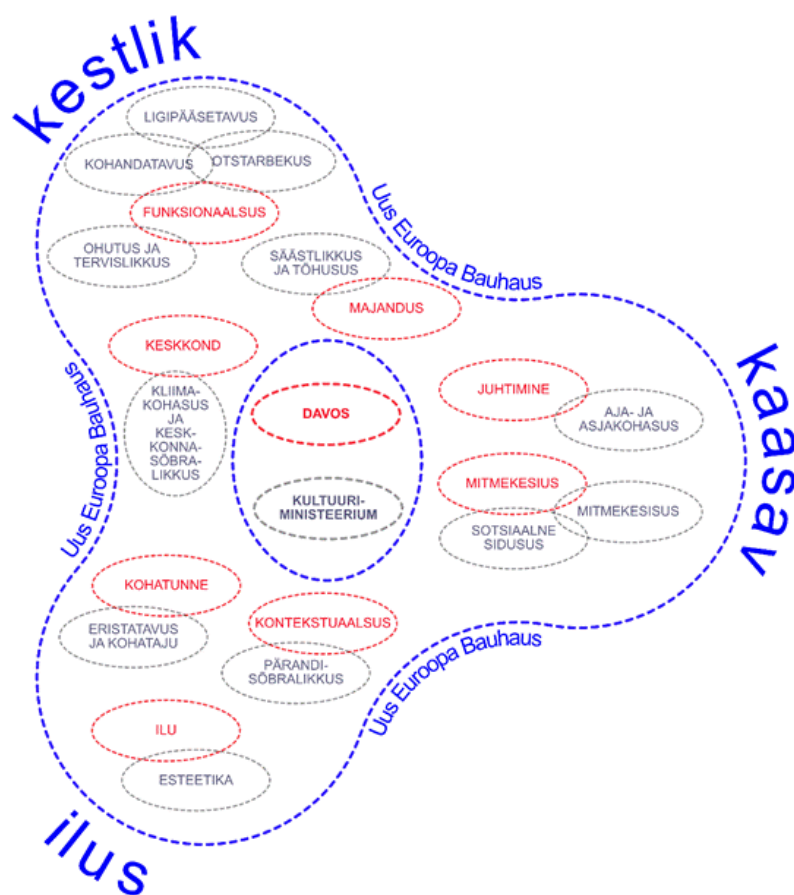 kestlik
LIGIPÄÄSETAVUS
KOHANDATAVUS
OTSTARBEKUS
FUNKSIONAALSUS
OHUTUS JA
TERVISLIKKUS
SÄÄSTLIKKUS
JA TÕHUSUS
MAJANDUS
Uus Euroopa Bauhaus
KESKKOND
KLIIMA-
KOHASUS
JA
KESK-
KONNA-
SÕBRA-
LIKKUS
Uus Euroopa Bauhaus
DAVOS
KULTUURI-
MINISTEERIUM
JUHTIMINE
AJA- JA
ASJAKOHASUS
MITMEKESIUS
MITMEKESISUS
SOTSIAALNE
SIDUSUS
kaasav
KOHATUNNE
ERISTATAVUS
JA KOHATAJU
KONTEKSTUAALSUS
PÄRANDI-
SÕBRALIKKUS
Uus Euroopa Bauhaus
ILU
ESTEETIKA
ilus